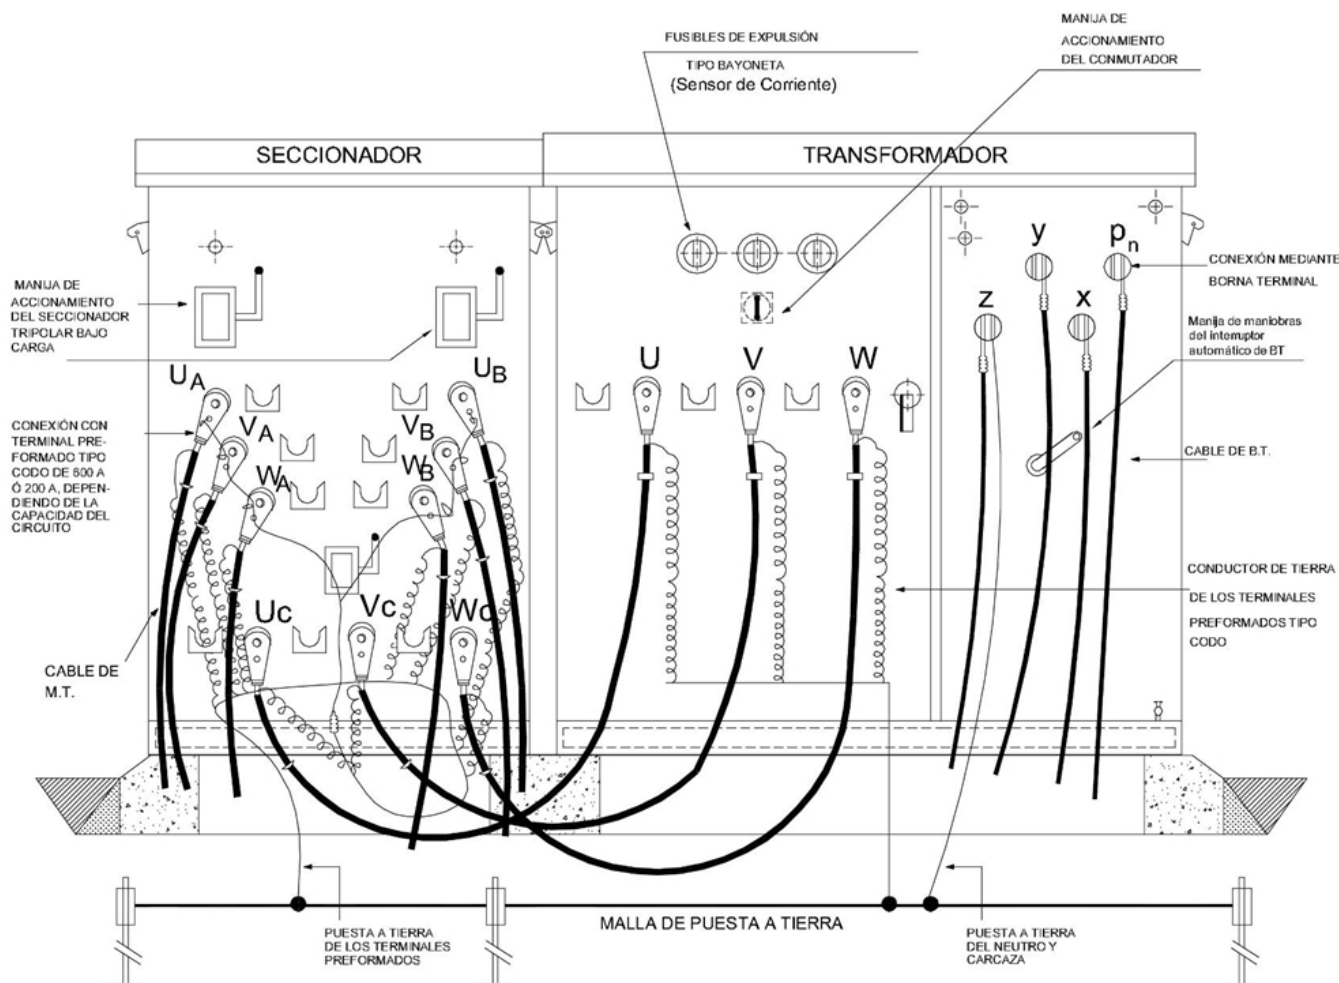 FUSIBLES DE EXPULSIÓN
TIPO BAYONETA
(Sensor de Corriente)
MANIJA DE
ACCIONAMIENTO
DEL CONMUTADOR
SECCIONADOR
TRANSFORMADOR
MANIJA DE
ACCIONAMIENTO
DEL SECCIONADOR
TRIPOLAR BAJO
CARGA
CONEXIÓN CON
TERMINAL PRE-
FORMADO TIPO
CODO DE 600 A
Ó 200 A, DEPEN-
DIENDO DE LA
CAPACIDAD DEL
CIRCUITO
CABLE DE
M.T.
UA
VA
WA
UB
VB
WB
UC
VC
WC
U
V
W
z
y
x
pn
CONEXIÓN MEDIANTE
BORNA TERMINAL
Manija de maniobras
del interruptor
automático de BT
CABLE DE B.T.
CONDUCTOR DE TIERRA
DE LOS TERMINALES
PREFORMADOS TIPO
CODO
MALLA DE PUESTA A TIERRA
PUESTA A TIERRA
DE LOS TERMINALES
PREFORMADOS
PUESTA A TIERRA
DEL NEUTRO Y
CARCAZA